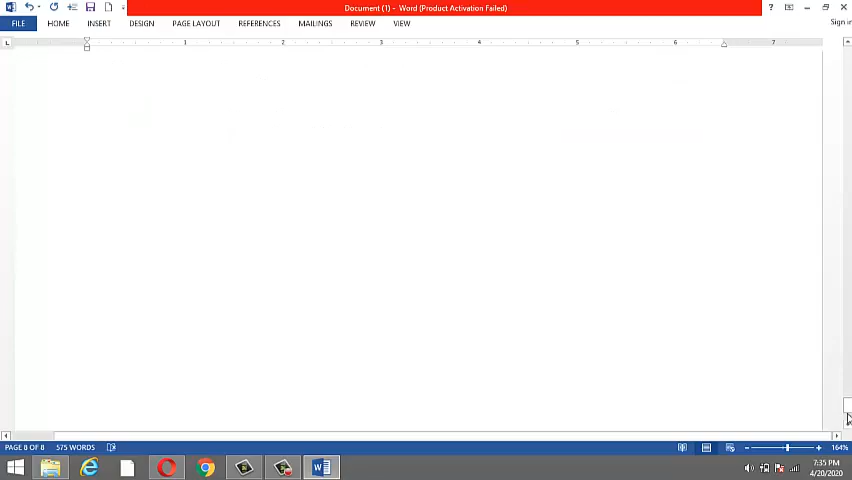 Document (1) - Word (Product Activation Failed)
?
FILE HOME INSERT DESIGN PAGE LAYOUT REFERENCES MAILINGS REVIEW VIEW
Sign in
1 2 3 4 5 6 7
PAGE 8 OF 8 575 WORDS
164%
7:35 PM
4/20/2020